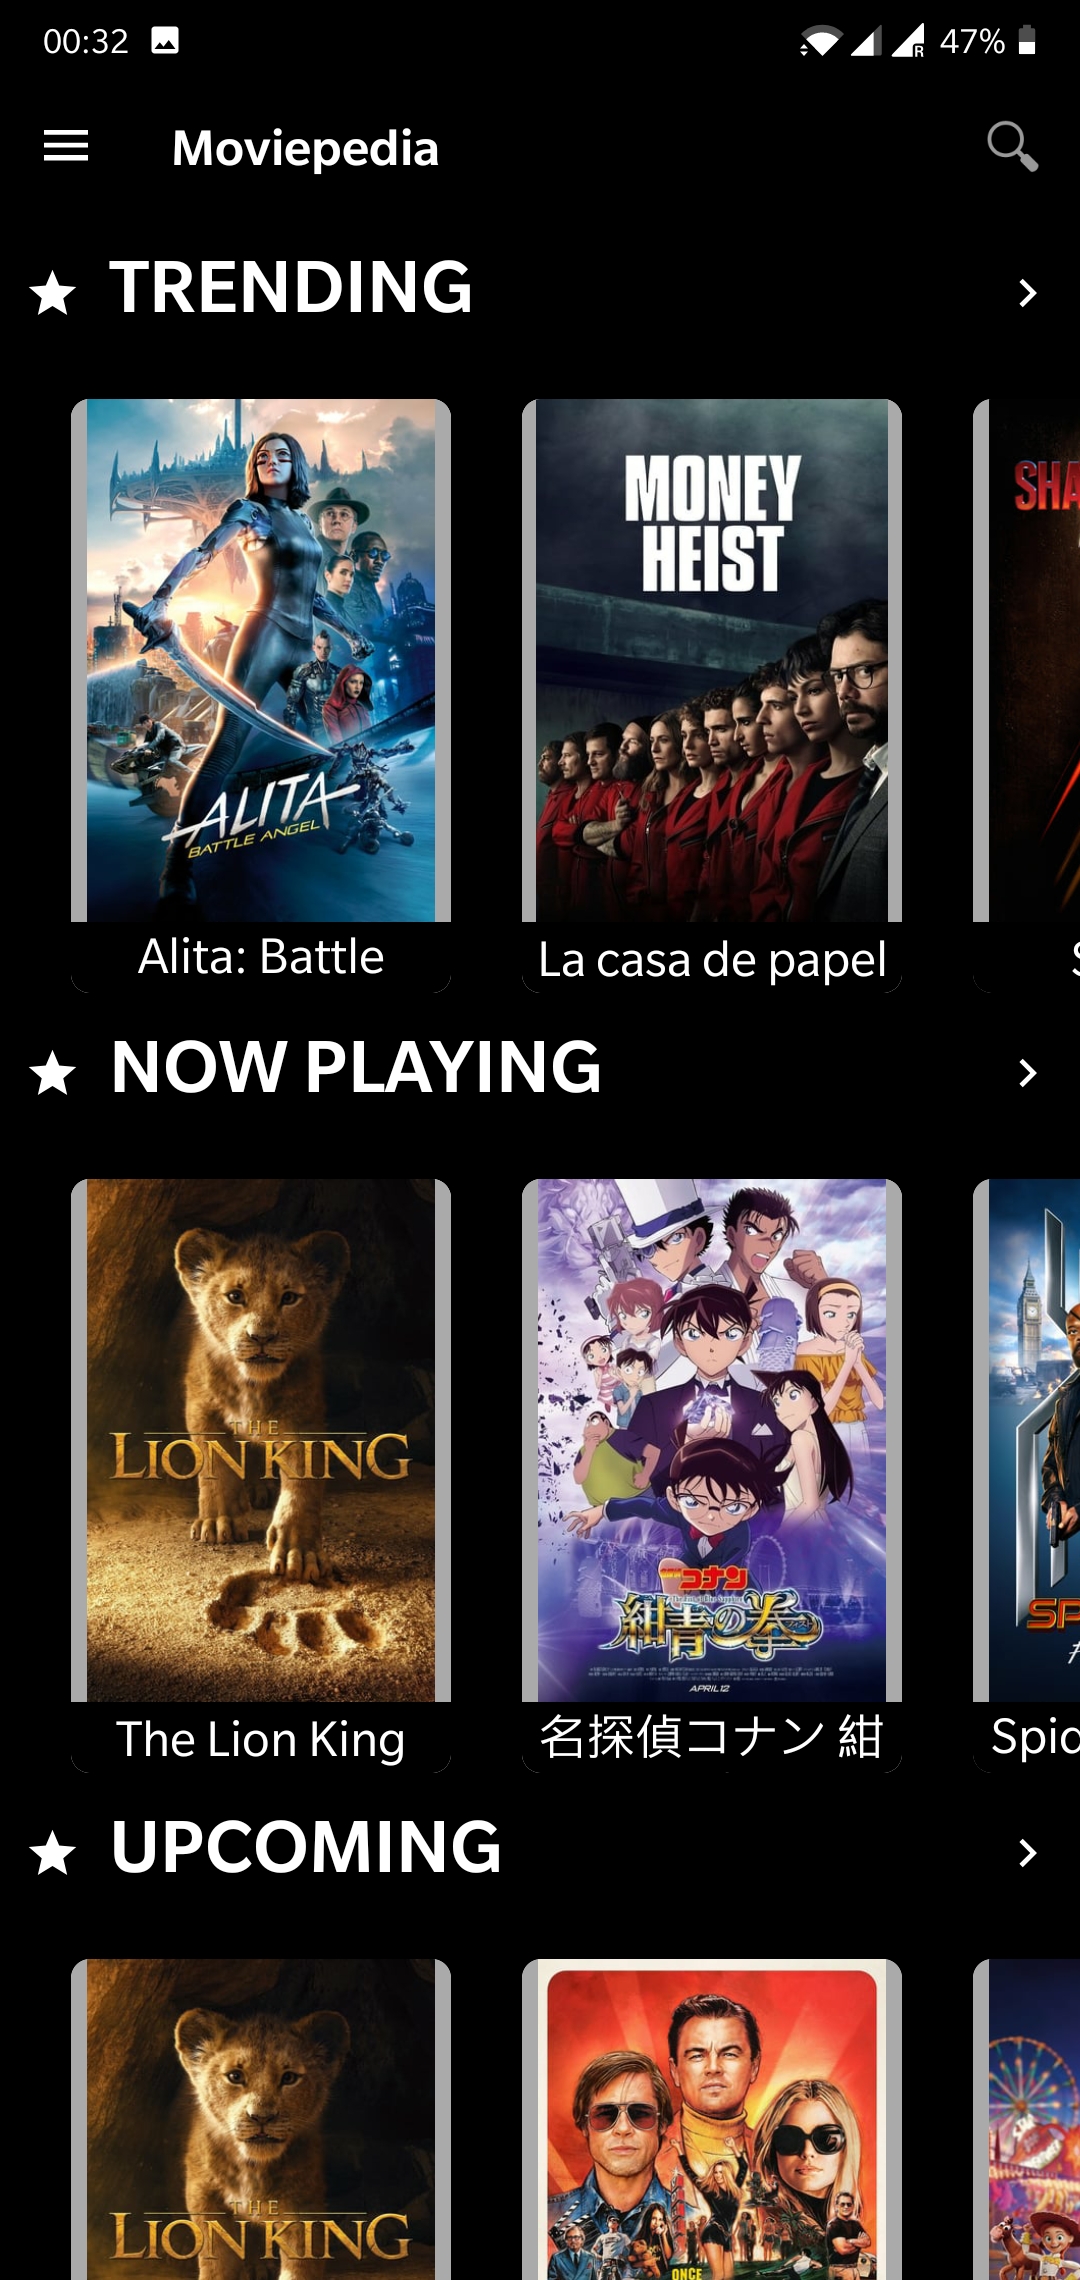 00:32
47%
R
Moviepedia
TRENDING
MONEY
HEIST
SHA
ALITA
BATTLE ANGEL
Alita: Battle
La casa de papel
S
NOW PLAYING
THE
LION KING
コナン
紺青の拳
APRIL 12
SP
The Lion King
名探偵コナン 紺
Spid
UPCOMING
THE
LION KING
ONCE